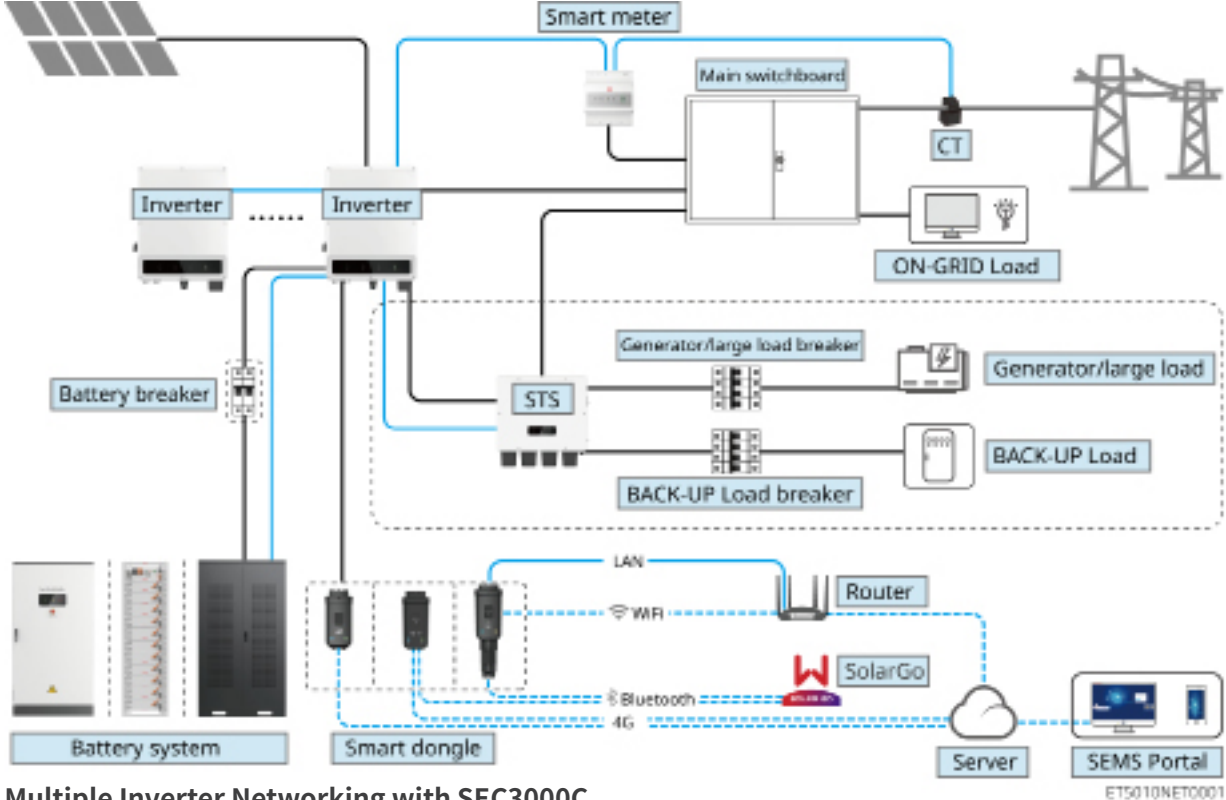 Smart meter
Main switchboard
CT
Inverter
Inverter
ON-GRID Load
Generator/large load breaker
Generator/large load
Battery breaker
STS
BACK-UP Load
BACK-UP Load breaker
LAN
Router
WiFi
SolarGo
Bluetooth
4G
Battery system
Smart dongle
Server
SEMS Portal
ET5010NET0001
Multiple Inverter Networking with SEC3000C